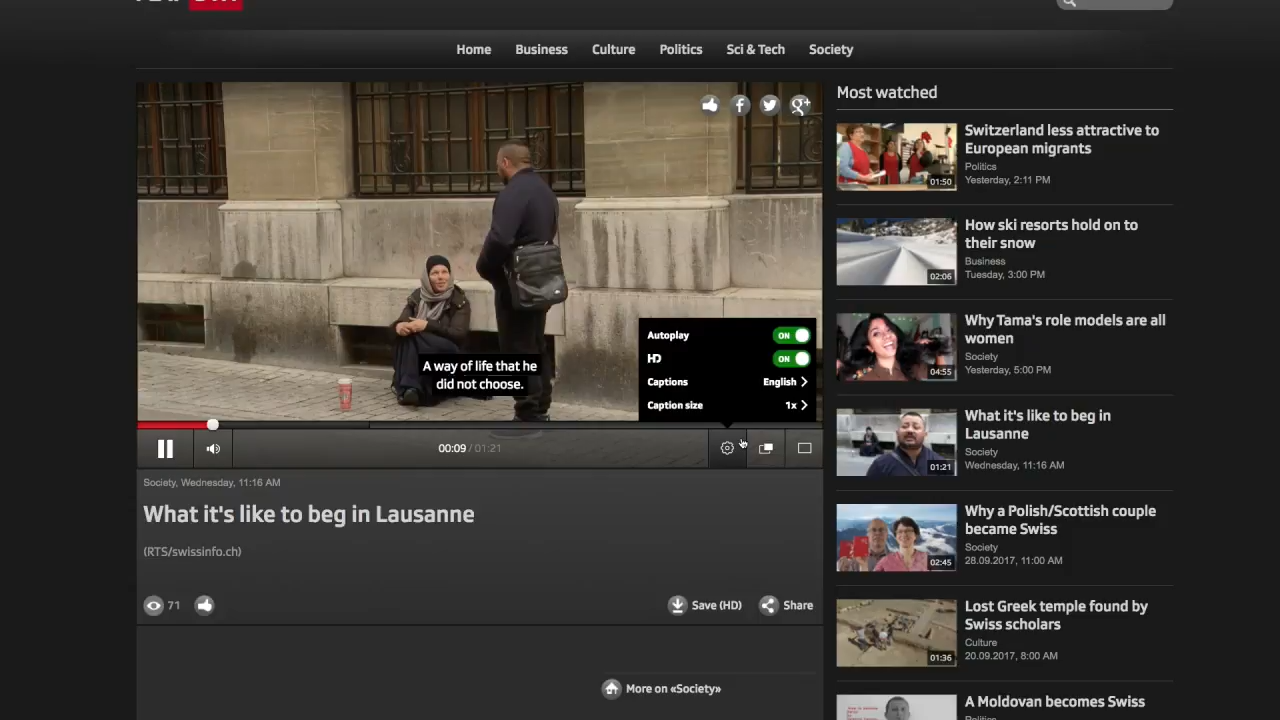 Home Business Culture Politics Sci & Tech Society
A way of life that he
did not choose.
Autoplay ON
HD ON
Captions English
Caption size 1x
00:09 / 01:21
Society, Wednesday, 11:16 AM
What it's like to beg in Lausanne
(RTS/swissinfo.ch)
71
Save (HD) Share
More on «Society»
Most watched
01:50
Switzerland less attractive to
European migrants
Politics
Yesterday, 2:11 PM
02:06
How ski resorts hold on to
their snow
Business
Tuesday, 3:00 PM
04:55
Why Tama's role models are all
women
Society
Yesterday, 5:00 PM
01:21
What it's like to beg in
Lausanne
Society
Wednesday, 11:16 AM
02:45
Why a Polish/Scottish couple
became Swiss
Society
28.09.2017, 11:00 AM
01:36
Lost Greek temple found by
Swiss scholars
Culture
20.09.2017, 8:00 AM
A Moldovan becomes Swiss